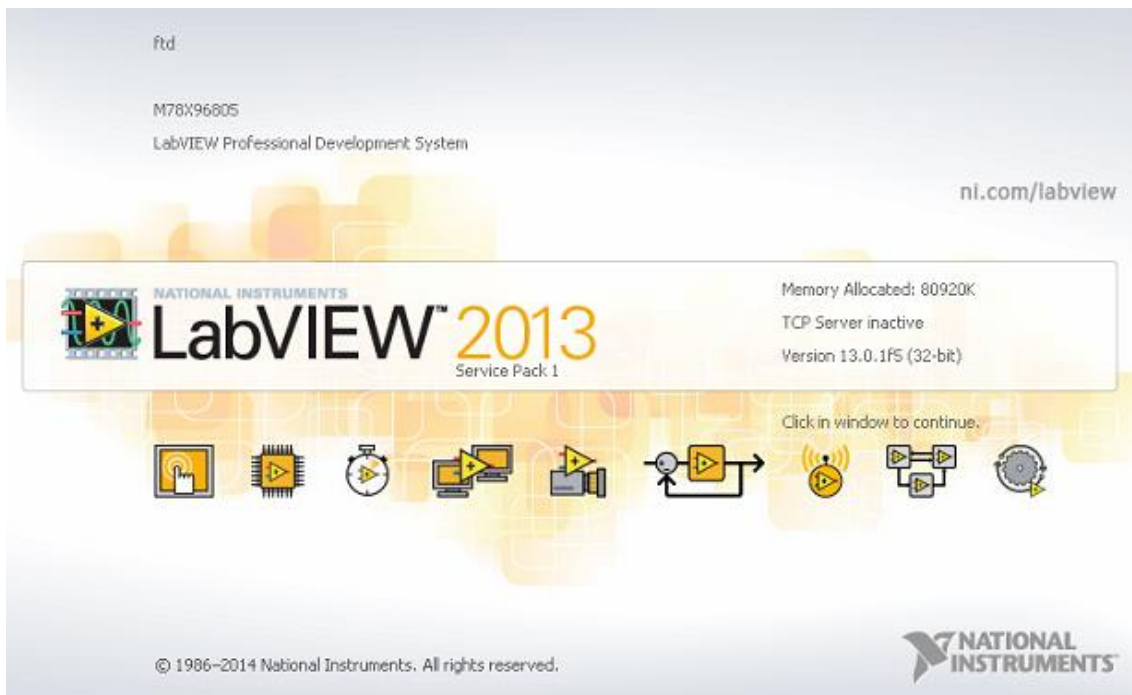 ftd
M78X96805
LabVIEW Professional Development System
ni.com/labview
NATIONAL INSTRUMENTS
LabVIEW™ 2013
Service Pack 1
Memory Allocated: 80920K
TCP Server inactive
Version 13.0.1f5 (32-bit)
Click in window to continue.
© 1986–2014 National Instruments. All rights reserved.
NATIONAL
INSTRUMENTS